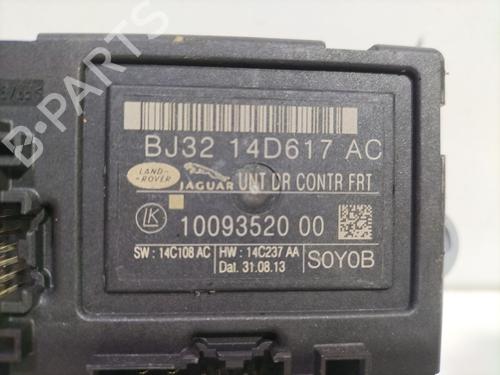 B-PARTS
BJ32 14D617 AC
LAND-
ROVER
JAGUAR
UNT DR CONTR FRT
LK
10093520 00
SW : 14C108 AC
HW : 14C237 AA
Dat. 31.08.13
S0Y0B